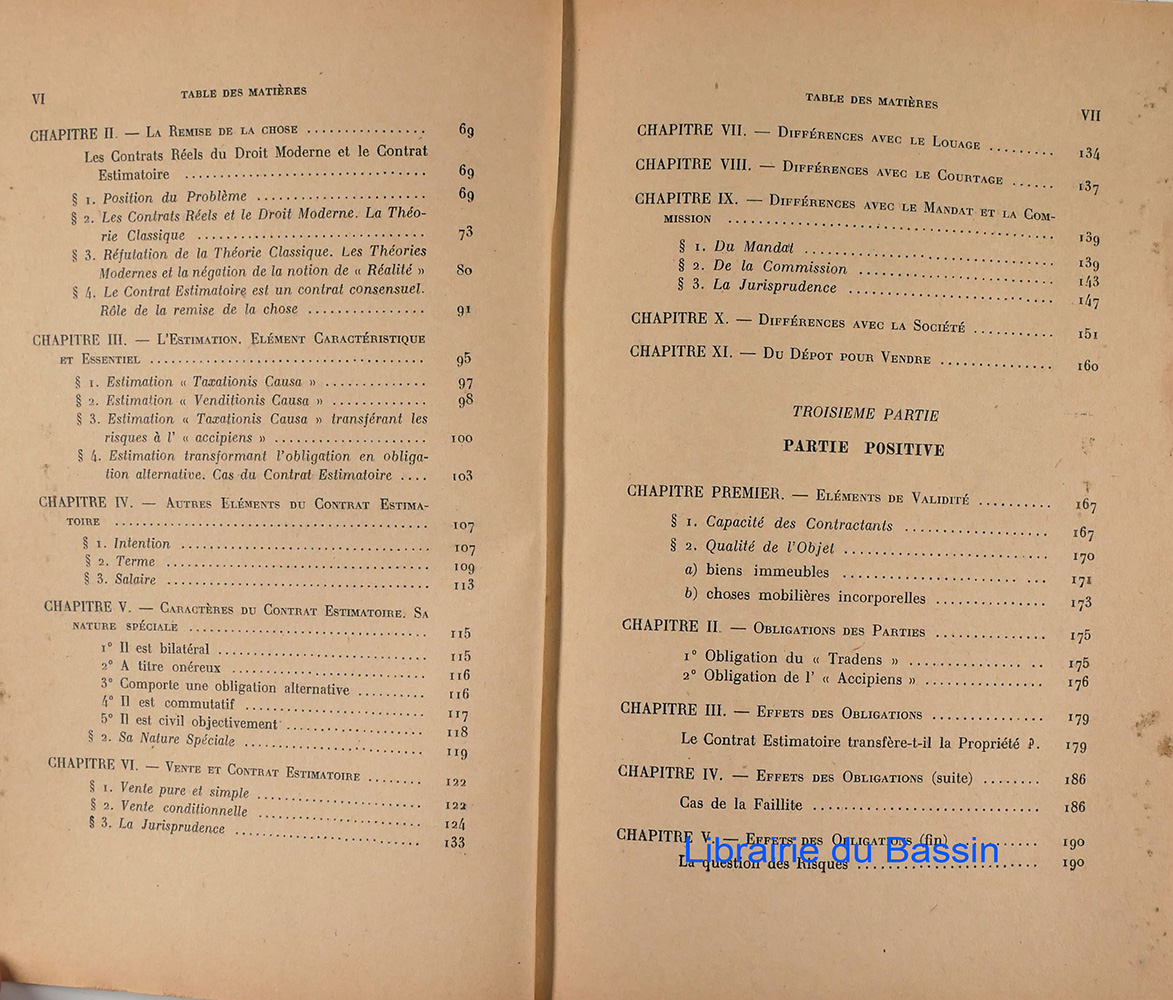 VI
TABLE DES MATIÈRES
CHAPITRE II. — LA REMISE DE LA CHOSE ................ 69
Les Contrats Réels du Droit Moderne et le Contrat
Estimatoire ................................ 69
§ 1. Position du Problème ....................... 69
§ 2. Les Contrats Réels et le Droit Moderne. La Théo-
rie Classique ............................... 73
§ 3. Réfutation de la Théorie Classique. Les Théories
Modernes et la négation de la notion de « Réalité » 80
§ 4. Le Contrat Estimatoire est un contrat consensuel.
Rôle de la remise de la chose ................ 91
CHAPITRE III. — L'ESTIMATION. ELÉMENT CARACTÉRISTIQUE
ET ESSENTIEL .................................... 95
§ 1. Estimation « Taxationis Causa » .............. 97
§ 2. Estimation « Venditionis Causa » ............. 98
§ 3. Estimation « Taxationis Causa » transférant les
risques à l' « accipiens » .................... 100
§ 4. Estimation transformant l'obligation en obliga-
tion alternative. Cas du Contrat Estimatoire .... 103
CHAPITRE IV. — AUTRES ELÉMENTS DU CONTRAT ESTIMA-
TOIRE .......................................... 107
§ 1. Intention ................................. 107
§ 2. Terme ................................... 109
§ 3. Salaire ................................... 113
CHAPITRE V. — CARACTÈRES DU CONTRAT ESTIMATOIRE. SA
NATURE SPÉCIALE ................................ 115
1° Il est bilatéral ............................ 115
2° A titre onéreux .......................... 116
3° Comporte une obligation alternative ......... 116
4° Il est commutatif ........................ 117
5° Il est civil objectivement .................. 118
§ 2. Sa Nature Spéciale ........................ 119
CHAPITRE VI. — VENTE ET CONTRAT ESTIMATOIRE ........ 122
§ 1. Vente pure et simple ...................... 122
§ 2. Vente conditionnelle ...................... 124
§ 3. La Jurisprudence ......................... 133
TABLE DES MATIÈRES
VII
CHAPITRE VII. — DIFFÉRENCES AVEC LE LOUAGE ......... 134
CHAPITRE VIII. — DIFFÉRENCES AVEC LE COURTAGE ...... 137
CHAPITRE IX. — DIFFÉRENCES AVEC LE MANDAT ET LA COM-
MISSION ........................................ 139
§ 1. Du Mandat .............................. 139
§ 2. De la Commission ........................ 143
§ 3. La Jurisprudence .......................... 147
CHAPITRE X. — DIFFÉRENCES AVEC LA SOCIÉTÉ ........... 151
CHAPITRE XI. — DU DÉPOT POUR VENDRE ............... 160
TROISIEME PARTIE
PARTIE POSITIVE
CHAPITRE PREMIER. — ELÉMENTS DE VALIDITÉ .......... 167
§ 1. Capacité des Contractants ................... 167
§ 2. Qualité de l'Objet ........................... 170
a) biens immeubles .......................... 171
b) choses mobilières incorporelles ............... 173
CHAPITRE II. — OBLIGATIONS DES PARTIES ............... 175
1° Obligation du « Tradens » .................. 175
2° Obligation de l' « Accipiens » ................ 176
CHAPITRE III. — EFFETS DES OBLIGATIONS ............... 179
Le Contrat Estimatoire transfère-t-il la Propriété ?. 179
CHAPITRE IV. — EFFETS DES OBLIGATIONS (suite) ........ 186
Cas de la Faillite .............................. 186
CHAPITRE V. — EFFETS DES OBLIGATIONS (fin) .......... 190
Librairie du Bassin
La question des Risques ........................ 190